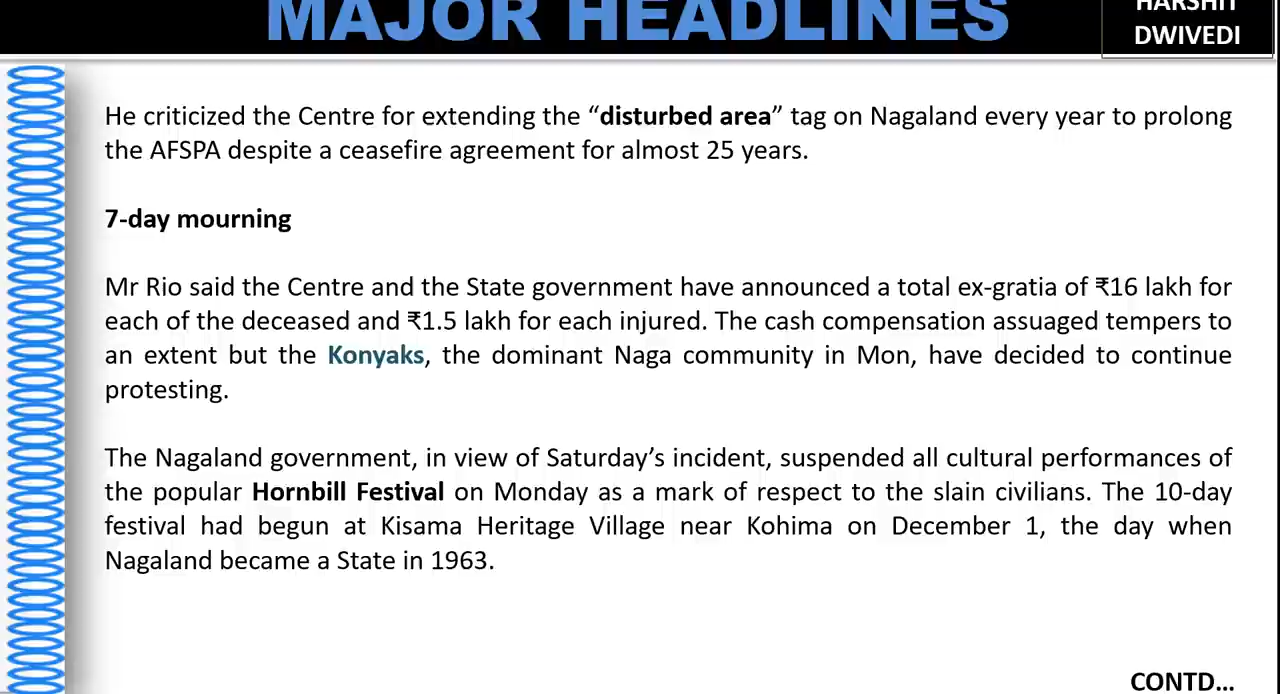 MAJOR HEADLINES
HARSHIT
DWIVEDI
He criticized the Centre for extending the “disturbed area” tag on Nagaland every year to prolong
the AFSPA despite a ceasefire agreement for almost 25 years.
7-day mourning
Mr Rio said the Centre and the State government have announced a total ex-gratia of ₹16 lakh for
each of the deceased and ₹1.5 lakh for each injured. The cash compensation assuaged tempers to
an extent but the Konyaks, the dominant Naga community in Mon, have decided to continue
protesting.
The Nagaland government, in view of Saturday’s incident, suspended all cultural performances of
the popular Hornbill Festival on Monday as a mark of respect to the slain civilians. The 10-day
festival had begun at Kisama Heritage Village near Kohima on December 1, the day when
Nagaland became a State in 1963.
CONTD...